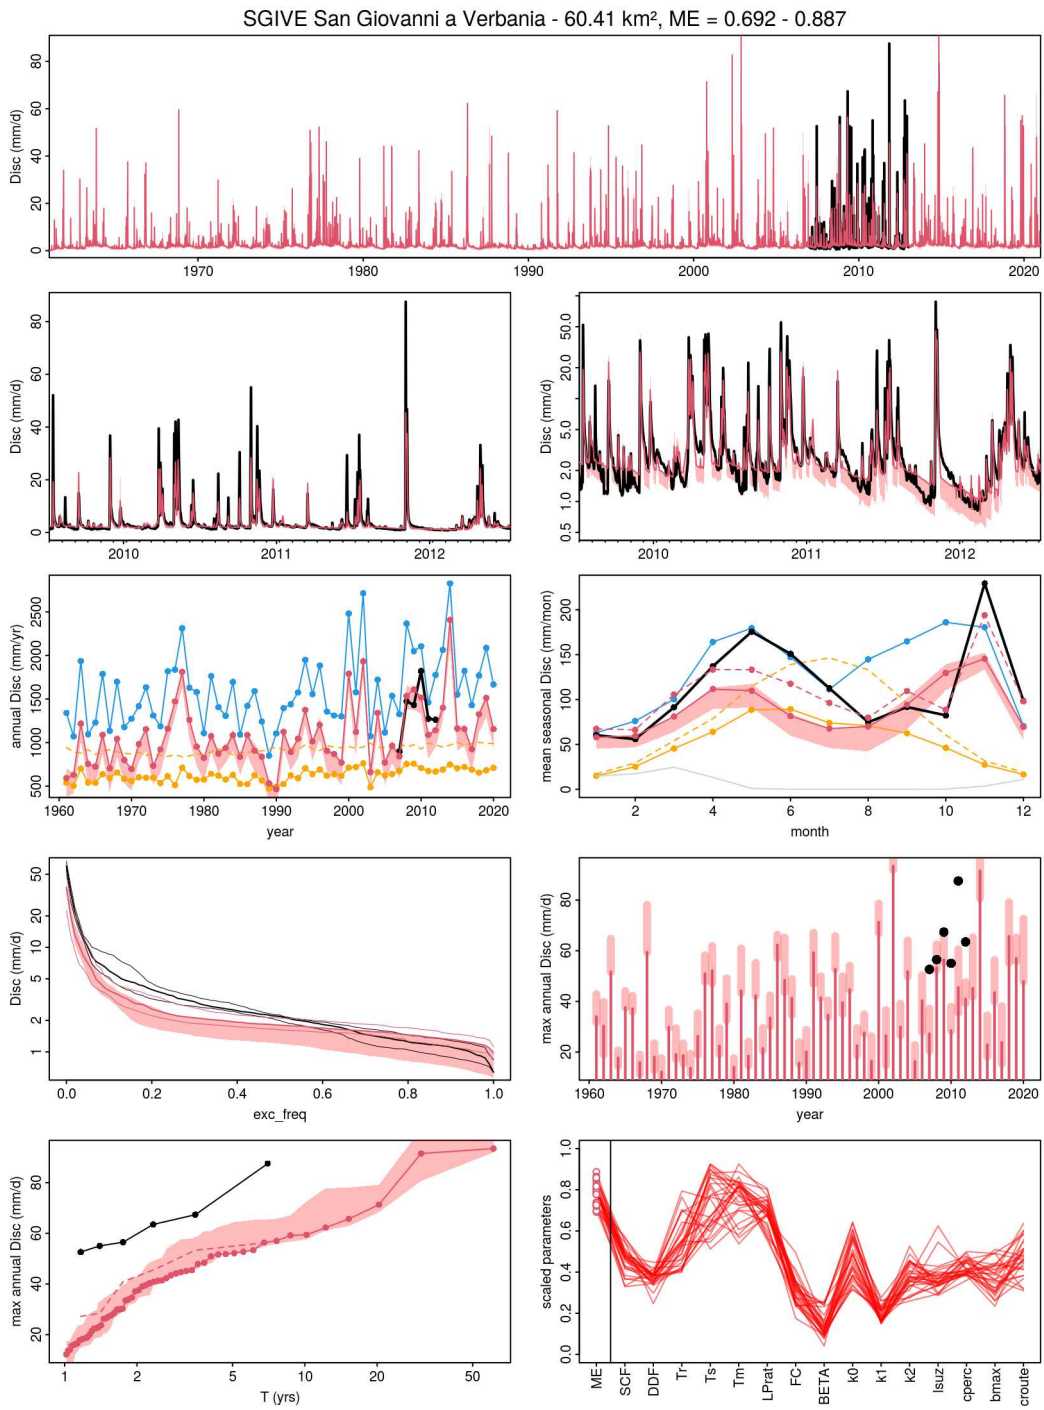 SGIVE San Giovanni a Verbania - 60.41 km², ME = 0.692 - 0.887
Disc (mm/d)
0 20 40 60 80
1970 1980 1990 2000 2010 2020
Disc (mm/d)
0 20 40 60 80
2010 2011 2012
Disc (mm/d)
0.5 1.0 2.0 5.0 20.0 50.0
2010 2011 2012
annual Disc (mm/yr)
500 1000 1500 2000 2500
1960 1970 1980 1990 2000 2010 2020
year
mean seasonal Disc (mm/mon)
0 50 100 150 200
2 4 6 8 10 12
month
Disc (mm/d)
1 2 5 10 20 50
0.0 0.2 0.4 0.6 0.8 1.0
exc_freq
max annual Disc (mm/d)
20 40 60 80
1960 1970 1980 1990 2000 2010 2020
year
max annual Disc (mm/d)
20 40 60 80
1 2 5 10 20 50
T (yrs)
scaled parameters
0.0 0.2 0.4 0.6 0.8 1.0
ME SCF DDF Tr Ts Tm LPrat FC BETA k0 k1 k2 lsuz cperc bmax croute